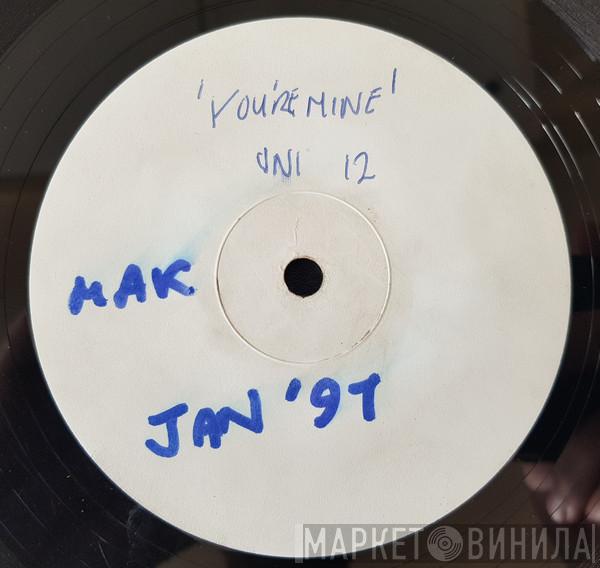 'YOU'RE MINE'
UNI 12
MAK
JAN '97
МАРКЕТ ВИНИЛА